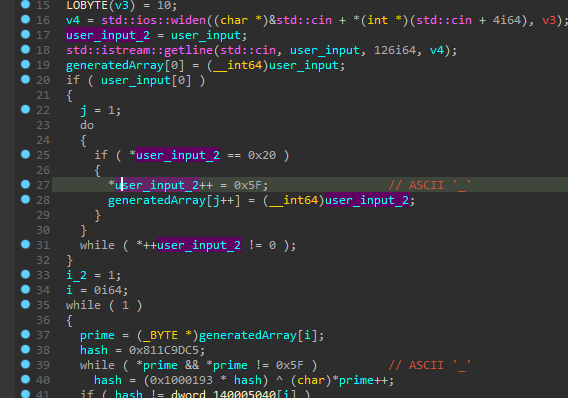 15 LOBYTE(v3) = 10;
16 v4 = std::ios::widen((char *)&std::cin + *(int *)(std::cin + 4i64), v3);
17 user_input_2 = user_input;
18 std::istream::getline(std::cin, user_input, 126i64, v4);
19 generatedArray[0] = (__int64)user_input;
20 if ( user_input[0] )
21 {
22 j = 1;
23 do
24 {
25 if ( *user_input_2 == 0x20 )
26 {
27 *user_input_2++ = 0x5F; // ASCII '_'
28 generatedArray[j++] = (__int64)user_input_2;
29 }
30 }
31 while ( *++user_input_2 != 0 );
32 }
33 i_2 = 1;
34 i = 0i64;
35 while ( 1 )
36 {
37 prime = (_BYTE *)generatedArray[i];
38 hash = 0x811C9DC5;
39 while ( *prime && *prime != 0x5F ) // ASCII '_'
40 hash = (0x1000193 * hash) ^ (char)*prime++;
41 if ( hash != dword_140005040[i] )